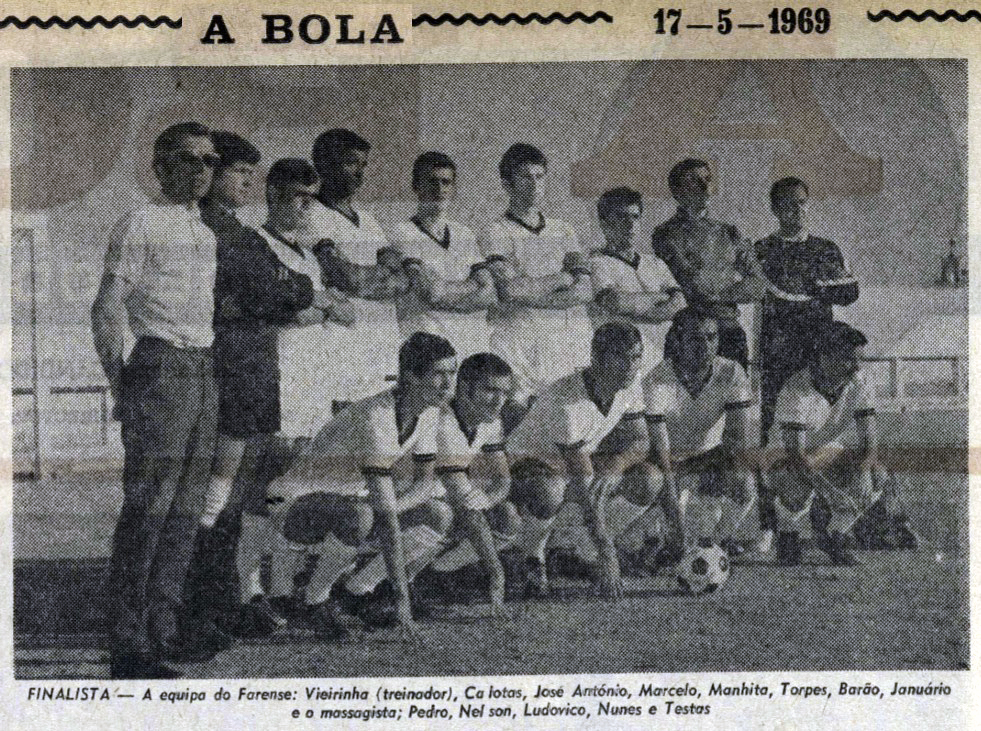 A BOLA 17-5-1969
FINALISTA — A equipa do Farense: Vieirinha (treinador), Ca lotas, José António, Marcelo, Manhita, Torpes, Barão, Januário
e o massagista; Pedro, Nel son, Ludovico, Nunes e Testas